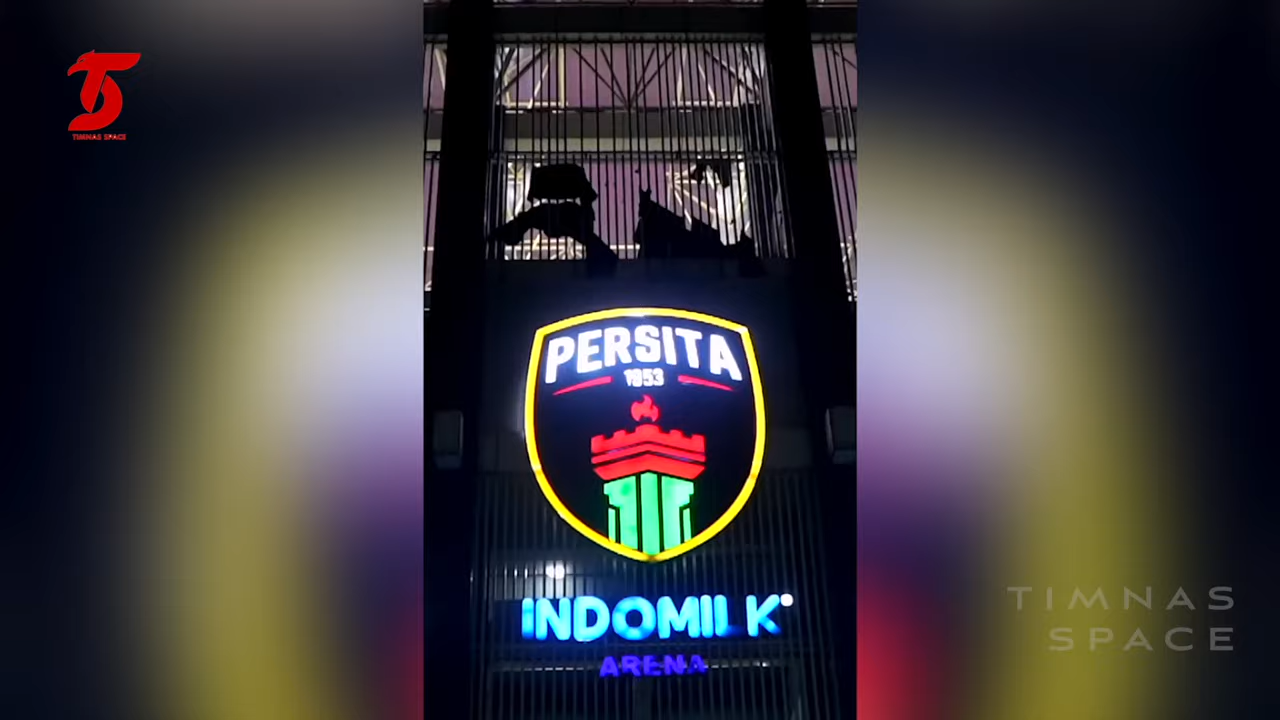 TIMNAS SPACE
PERSITA
1953
INDOMILK
ARENA
TIMNAS
SPACE